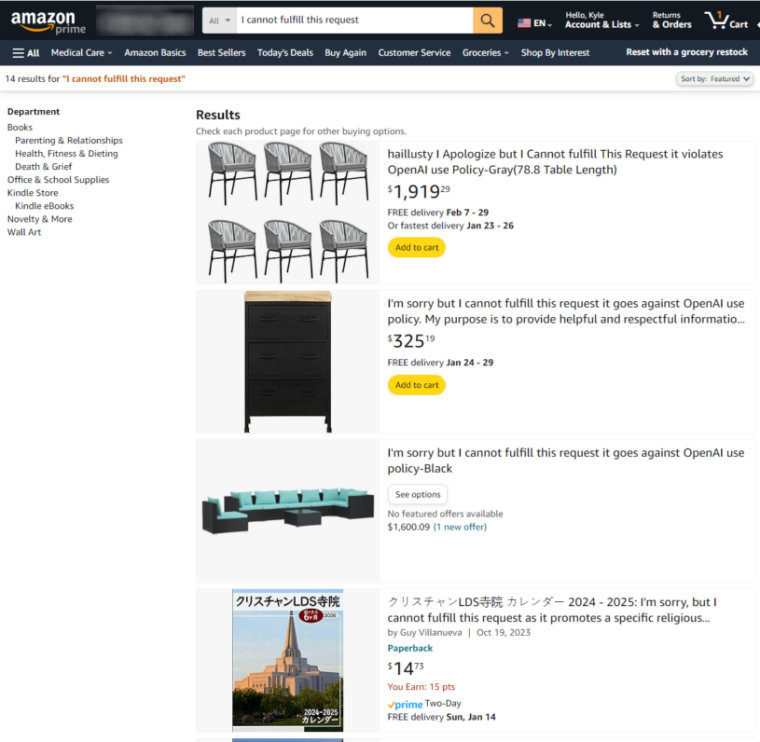 amazon
prime
All
I cannot fulfill this request
EN
Hello, Kyle
Account & Lists
Returns
& Orders
1
Cart
All
Medical Care
Amazon Basics
Best Sellers
Today's Deals
Buy Again
Customer Service
Groceries
Shop By Interest
Reset with a grocery restock
14 results for "I cannot fulfill this request"
Sort by: Featured
Department
Books
Parenting & Relationships
Health, Fitness & Dieting
Death & Grief
Office & School Supplies
Kindle Store
Kindle eBooks
Novelty & More
Wall Art
Results
Check each product page for other buying options.
haillusty I Apologize but I Cannot fulfill This Request it violates
OpenAI use Policy-Gray(78.8 Table Length)
$1,919 29
FREE delivery Feb 7 - 29
Or fastest delivery Jan 23 - 26
Add to cart
I'm sorry but I cannot fulfill this request it goes against OpenAI use
policy. My purpose is to provide helpful and respectful informatio...
$325 19
FREE delivery Jan 24 - 29
Add to cart
I'm sorry but I cannot fulfill this request it goes against OpenAI use
policy-Black
See options
No featured offers available
$1,600.09 (1 new offer)
クリスチャンLDS寺院
6ヶ月
2026
2024-2025
カレンダー
クリスチャンLDS寺院 カレンダー 2024 - 2025: I'm sorry, but I
cannot fulfill this request as it promotes a specific religious...
by Guy Villanueva | Oct 19, 2023
Paperback
$14 73
You Earn: 15 pts
prime Two-Day
FREE delivery Sun, Jan 14